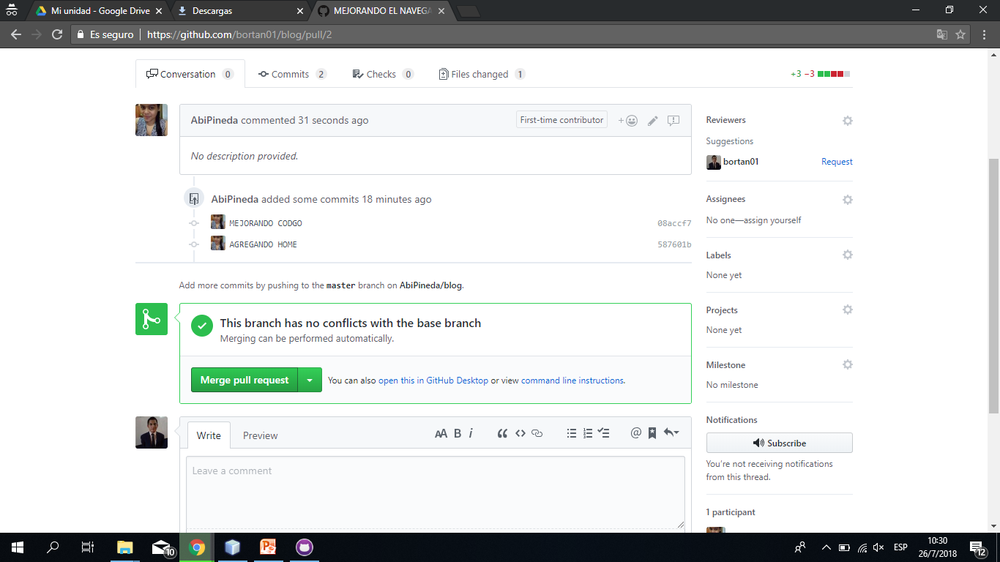 Mi unidad - Google Drive
Descargas
MEJORANDO EL NAVEGA
Es seguro | https://github.com/bortan01/blog/pull/2
Conversation 0
Commits 2
Checks 0
Files changed 1
+3 −3
AbiPineda commented 31 seconds ago
First-time contributor
No description provided.
AbiPineda added some commits 18 minutes ago
MEJORANDO CODGO 08accf7
AGREGANDO HOME 587601b
Add more commits by pushing to the master branch on AbiPineda/blog.
This branch has no conflicts with the base branch
Merging can be performed automatically.
Merge pull request
You can also open this in GitHub Desktop or view command line instructions.
Write
Preview
AA B i
Leave a comment
Reviewers
Suggestions
bortan01 Request
Assignees
No one—assign yourself
Labels
None yet
Projects
None yet
Milestone
No milestone
Notifications
Subscribe
You're not receiving notifications
from this thread.
1 participant
10
ESP
10:30
26/7/2018
12